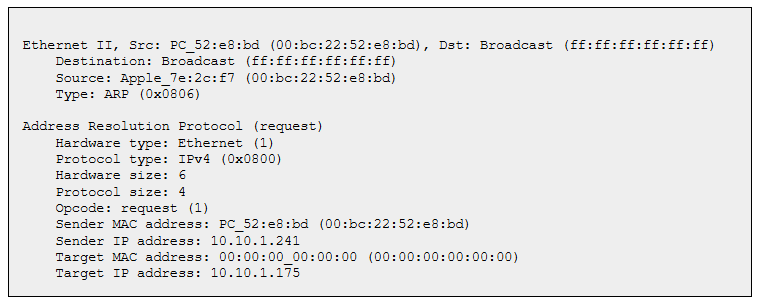 Ethernet II, Src: PC_52:e8:bd (00:bc:22:52:e8:bd), Dst: Broadcast (ff:ff:ff:ff:ff:ff)
Destination: Broadcast (ff:ff:ff:ff:ff:ff)
Source: Apple_7e:2c:f7 (00:bc:22:52:e8:bd)
Type: ARP (0x0806)
Address Resolution Protocol (request)
Hardware type: Ethernet (1)
Protocol type: IPv4 (0x0800)
Hardware size: 6
Protocol size: 4
Opcode: request (1)
Sender MAC address: PC_52:e8:bd (00:bc:22:52:e8:bd)
Sender IP address: 10.10.1.241
Target MAC address: 00:00:00_00:00:00 (00:00:00:00:00:00)
Target IP address: 10.10.1.175